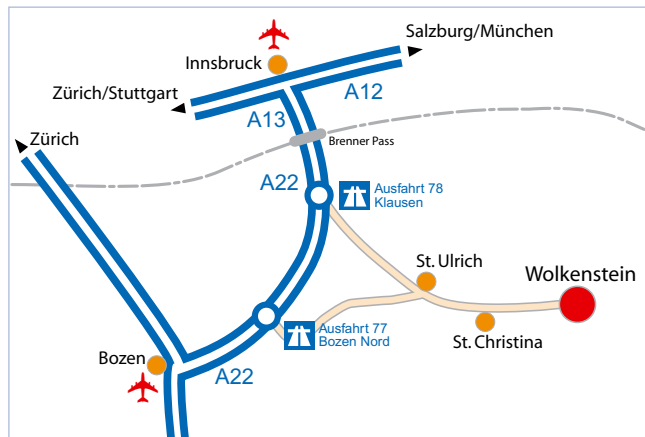 Salzburg/München
Innsbruck
Zürich/Stuttgart
A12
A13
Zürich
Brenner Pass
A22
Ausfahrt 78
Klausen
St. Ulrich
Wolkenstein
Ausfahrt 77
Bozen Nord
St. Christina
Bozen
A22